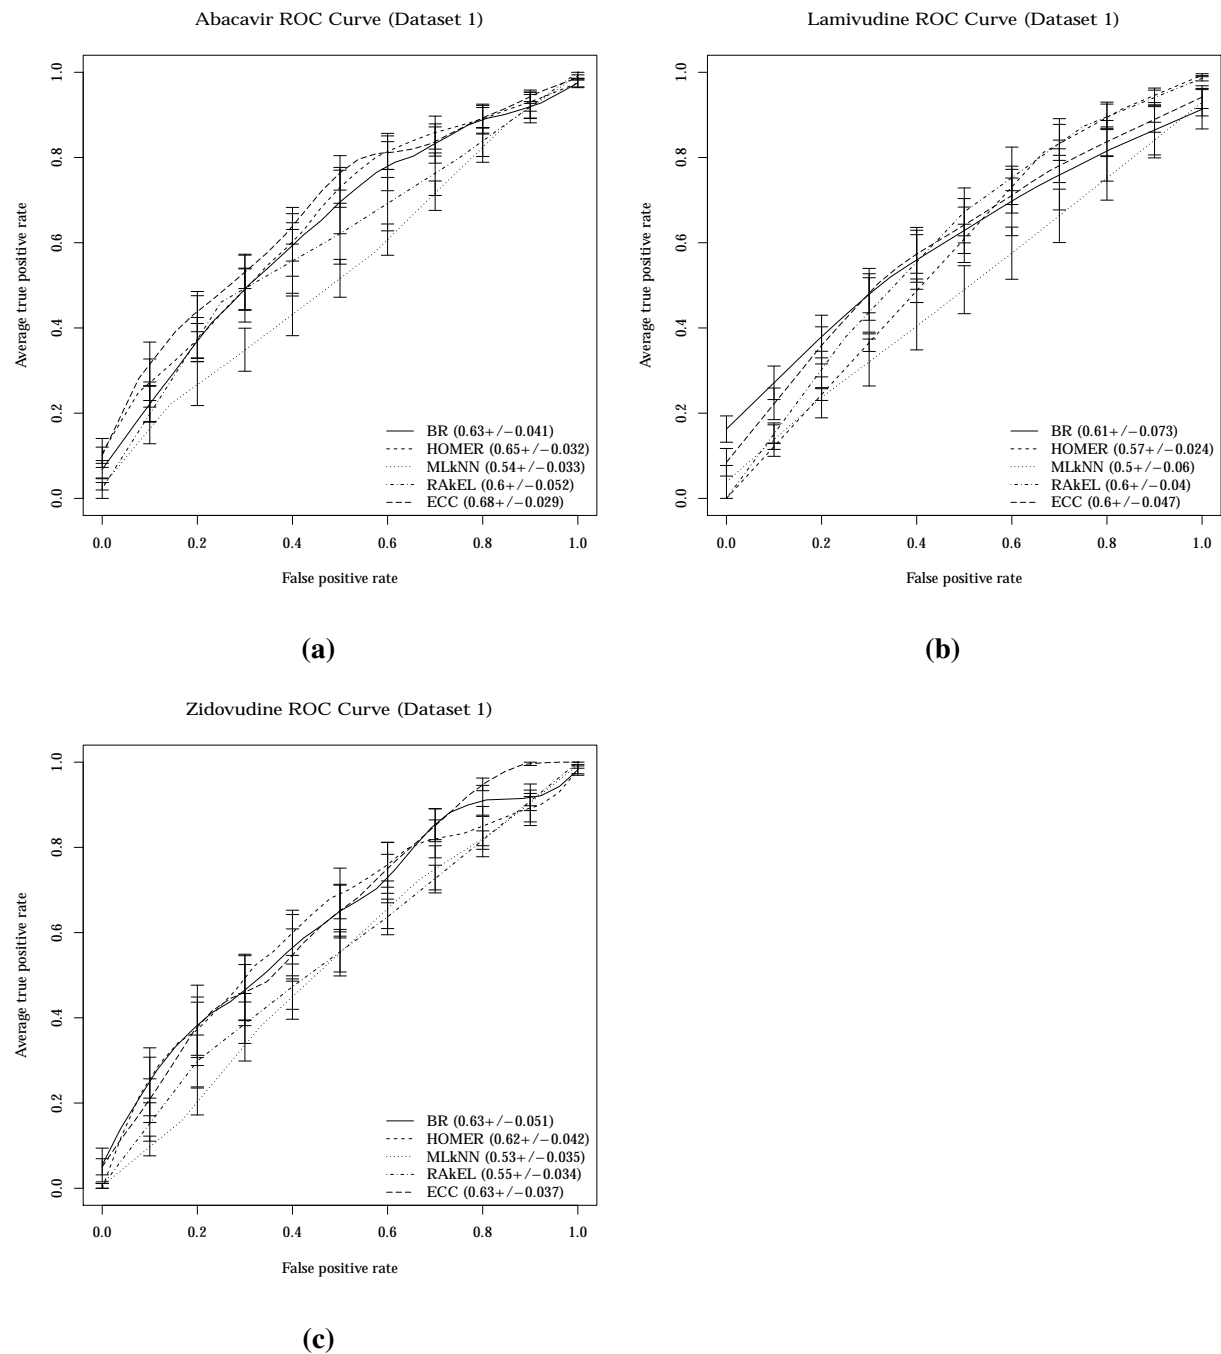 Abacavir ROC Curve (Dataset 1)
Average true positive rate
1.0
0.8
0.6
0.4
0.2
0.0
BR (0.63+/−0.041)
HOMER (0.65+/−0.032)
MLkNN (0.54+/−0.033)
RAkEL (0.6+/−0.052)
ECC (0.68+/−0.029)
0.0 0.2 0.4 0.6 0.8 1.0
False positive rate
(a)
Lamivudine ROC Curve (Dataset 1)
Average true positive rate
1.0
0.8
0.6
0.4
0.2
0.0
BR (0.61+/−0.073)
HOMER (0.57+/−0.024)
MLkNN (0.5+/−0.06)
RAkEL (0.6+/−0.04)
ECC (0.6+/−0.047)
0.0 0.2 0.4 0.6 0.8 1.0
False positive rate
(b)
Zidovudine ROC Curve (Dataset 1)
Average true positive rate
1.0
0.8
0.6
0.4
0.2
0.0
BR (0.63+/−0.051)
HOMER (0.62+/−0.042)
MLkNN (0.53+/−0.035)
RAkEL (0.55+/−0.034)
ECC (0.63+/−0.037)
0.0 0.2 0.4 0.6 0.8 1.0
False positive rate
(c)